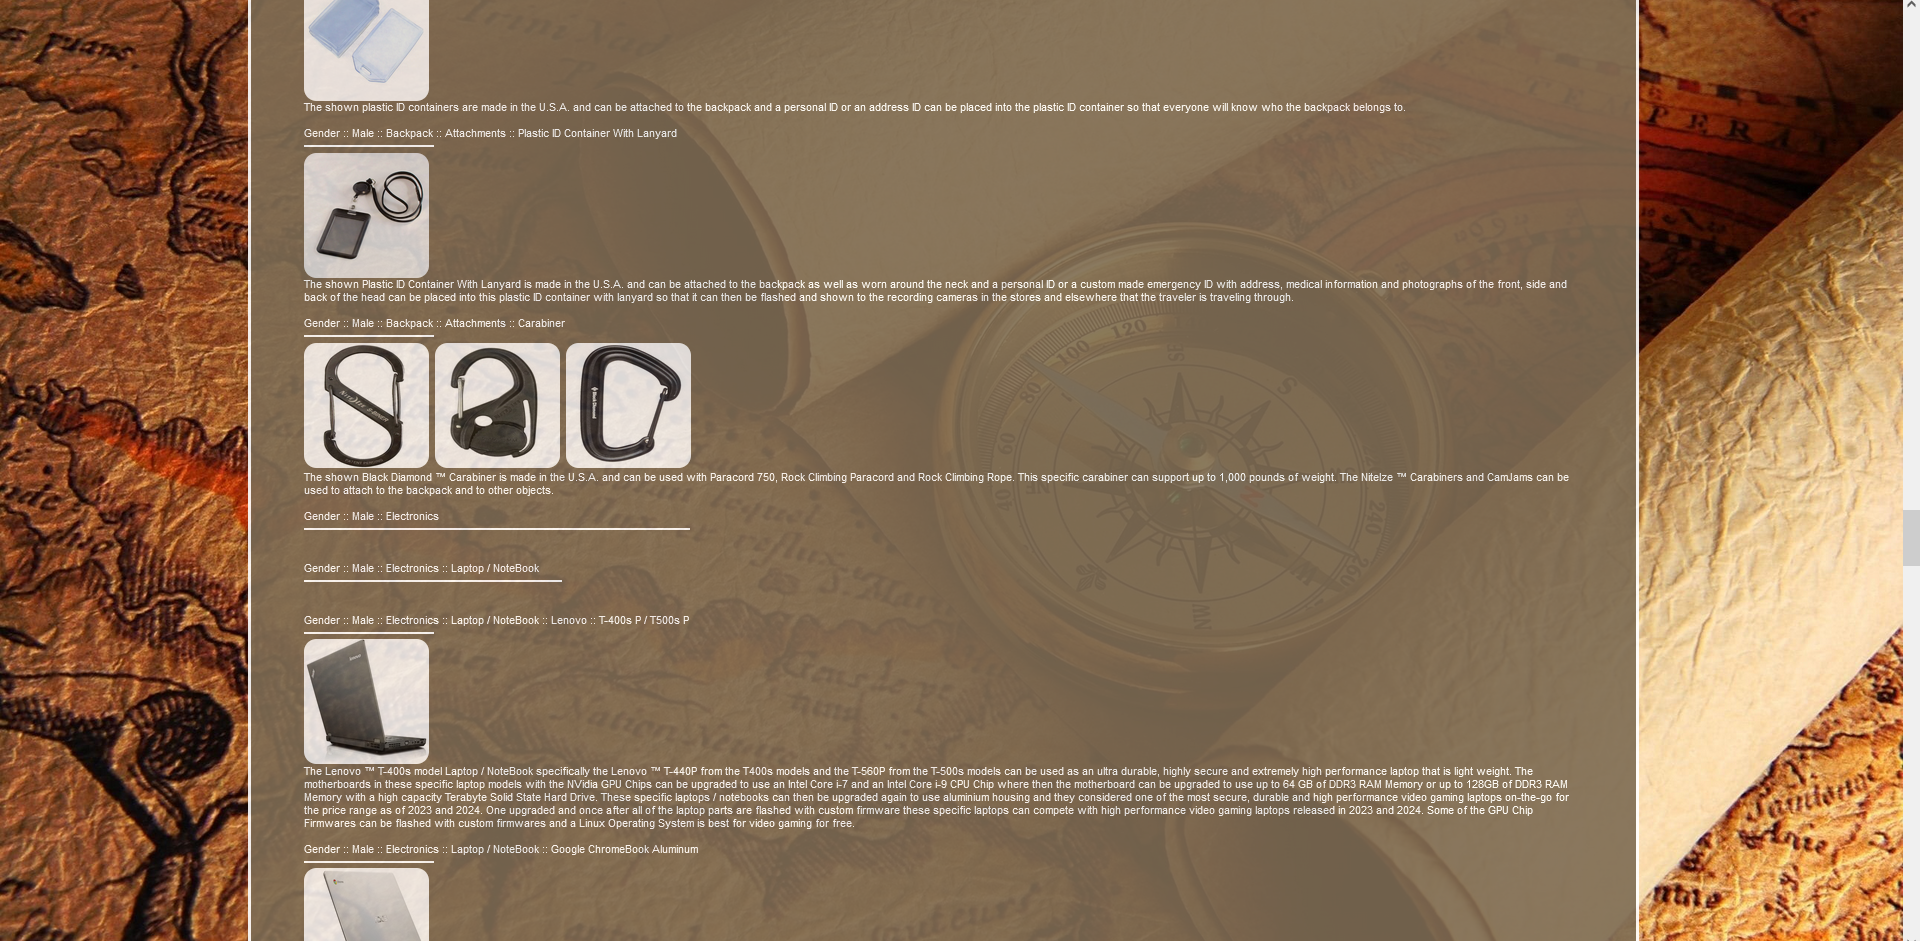 The shown plastic ID containers are made in the U.S.A. and can be attached to the backpack and a personal ID or an address ID can be placed into the plastic ID container so that everyone will know who the backpack belongs to.
Gender :: Male :: Backpack :: Attachments :: Plastic ID Container With Lanyard
The shown Plastic ID Container With Lanyard is made in the U.S.A. and can be attached to the backpack as well as worn around the neck and a personal ID or a custom made emergency ID with address, medical information and photographs of the front, side and
back of the head can be placed into this plastic ID container with lanyard so that it can then be flashed and shown to the recording cameras in the stores and elsewhere that the traveler is traveling through.
Gender :: Male :: Backpack :: Attachments :: Carabiner
The shown Black Diamond ™ Carabiner is made in the U.S.A. and can be used with Paracord 750, Rock Climbing Paracord and Rock Climbing Rope. This specific carabiner can support up to 1,000 pounds of weight. The NiteIze ™ Carabiners and CamJams can be
used to attach to the backpack and to other objects.
Gender :: Male :: Electronics
Gender :: Male :: Electronics :: Laptop / NoteBook
Gender :: Male :: Electronics :: Laptop / NoteBook :: Lenovo :: T-400s P / T500s P
The Lenovo ™ T-400s model Laptop / NoteBook specifically the Lenovo ™ T-440P from the T400s models and the T-560P from the T-500s models can be used as an ultra durable, highly secure and extremely high performance laptop that is light weight. The
motherboards in these specific laptop models with the NVidia GPU Chips can be upgraded to use an Intel Core i-7 and an Intel Core i-9 CPU Chip where then the motherboard can be upgraded to use up to 64 GB of DDR3 RAM Memory or up to 128GB of DDR3 RAM
Memory with a high capacity Terabyte Solid State Hard Drive. These specific laptops / notebooks can then be upgraded again to use aluminium housing and they considered one of the most secure, durable and high performance video gaming laptops on-the-go for
the price range as of 2023 and 2024. One upgraded and once after all of the laptop parts are flashed with custom firmware these specific laptops can compete with high performance video gaming laptops released in 2023 and 2024. Some of the GPU Chip
Firmwares can be flashed with custom firmwares and a Linux Operating System is best for video gaming for free.
Gender :: Male :: Electronics :: Laptop / NoteBook :: Google ChromeBook Aluminum